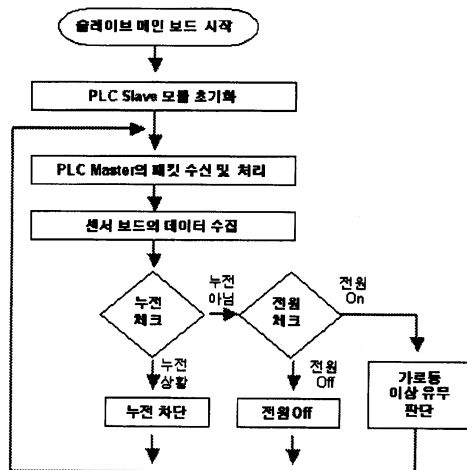 슬레이브 메인 보드 시작
PLC Slave 모듈 초기화
PLC Master의 패킷 수신 및 처리
센서 보드의 데이터 수집
누전
체크
누전
아님
전원
체크
전원
On
누전
상황
전원
Off
가로등
이상 유무
판단
누전 차단
전원Off